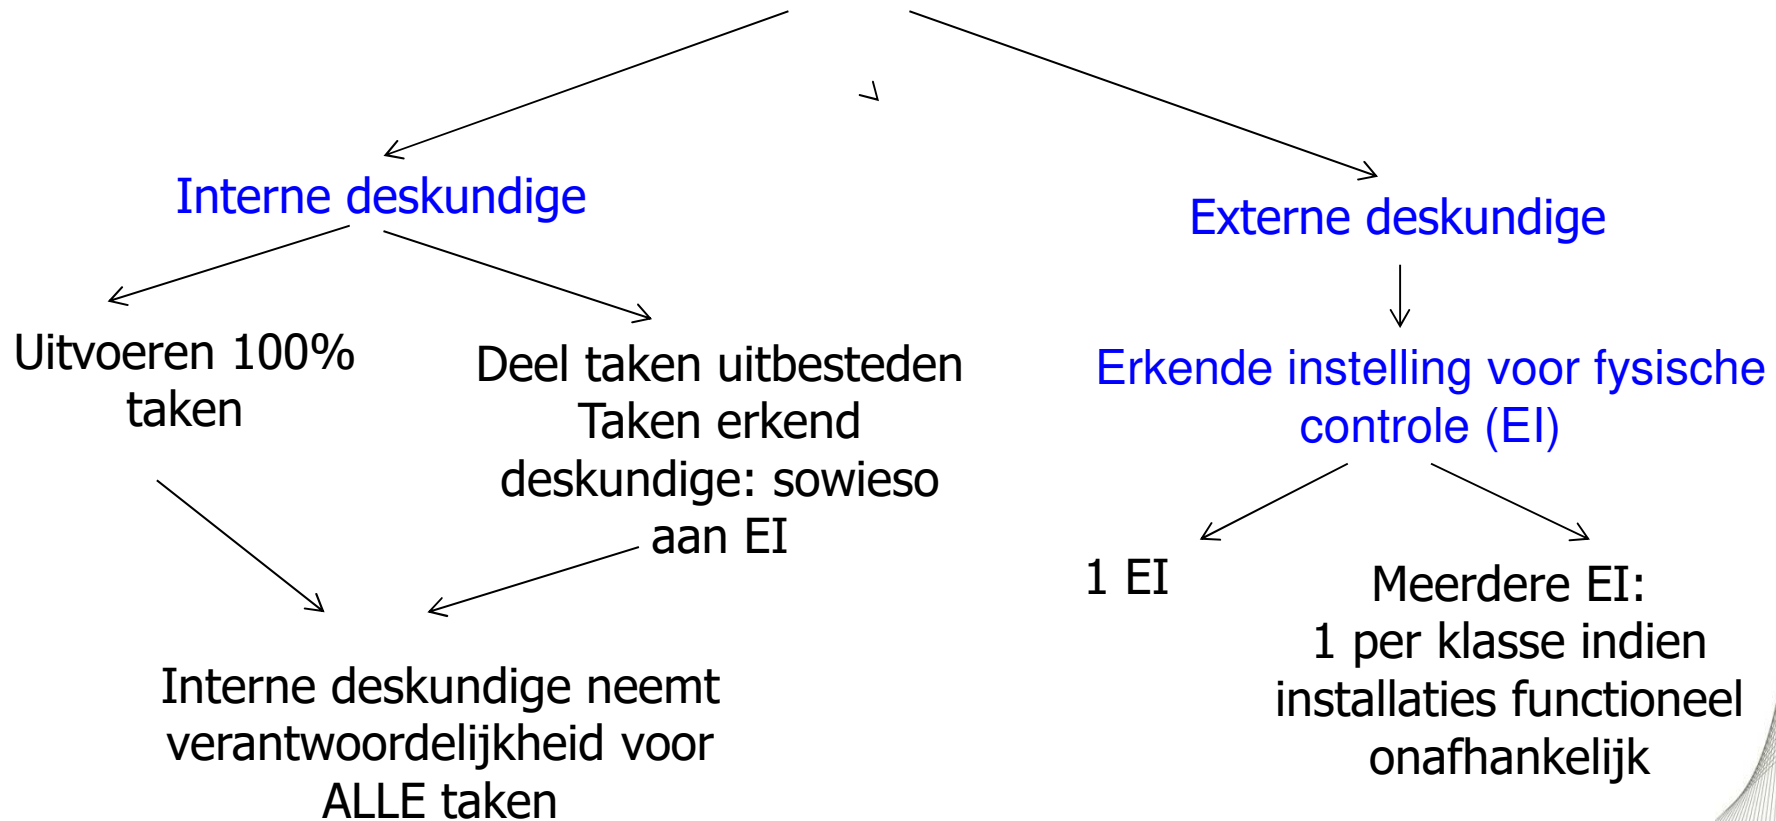 Interne deskundige
Externe deskundige
Uitvoeren 100%
taken
Deel taken uitbesteden
Taken erkend
deskundige: sowieso
aan EI
Erkende instelling voor fysische
controle (EI)
1 EI
Meerdere EI:
1 per klasse indien
installaties functioneel
onafhankelijk
Interne deskundige neemt
verantwoordelijkheid voor
ALLE taken